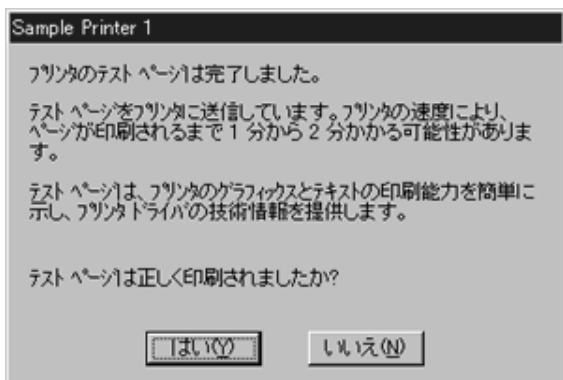 Sample Printer 1
プリンタのテスト ページは完了しました。
テスト ページをプリンタに送信しています。プリンタの速度により、
ページが印刷されるまで 1 分から 2 分かかる可能性がありま
す。
テスト ページは、プリンタのグラフィックスとテキストの印刷能力を簡単に
示し、プリンタ ドライバの技術情報を提供します。
テスト ページは正しく印刷されましたか?
はい(Y)
いいえ(N)